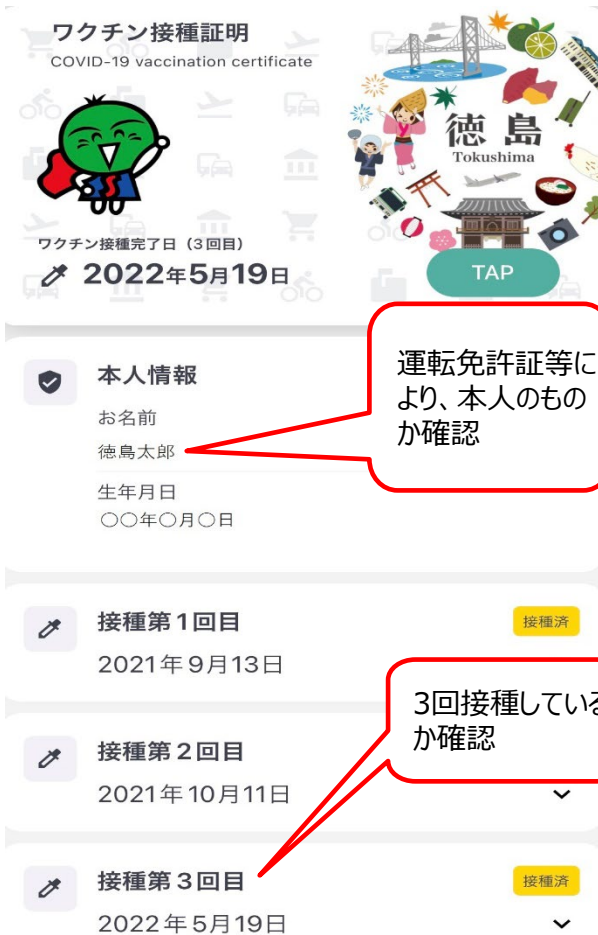 ワクチン接種証明
COVID-19 vaccination certificate
徳島
Tokushima
ワクチン接種完了日（3回目）
2022年5月19日
TAP
本人情報
お名前
徳島太郎
生年月日
〇〇年〇月〇日
運転免許証等に
より、本人のもの
か確認
接種第1回目
接種済
2021年9月13日
3回接種している
か確認
接種第2回目
2021年10月11日
接種第3回目
接種済
2022年5月19日